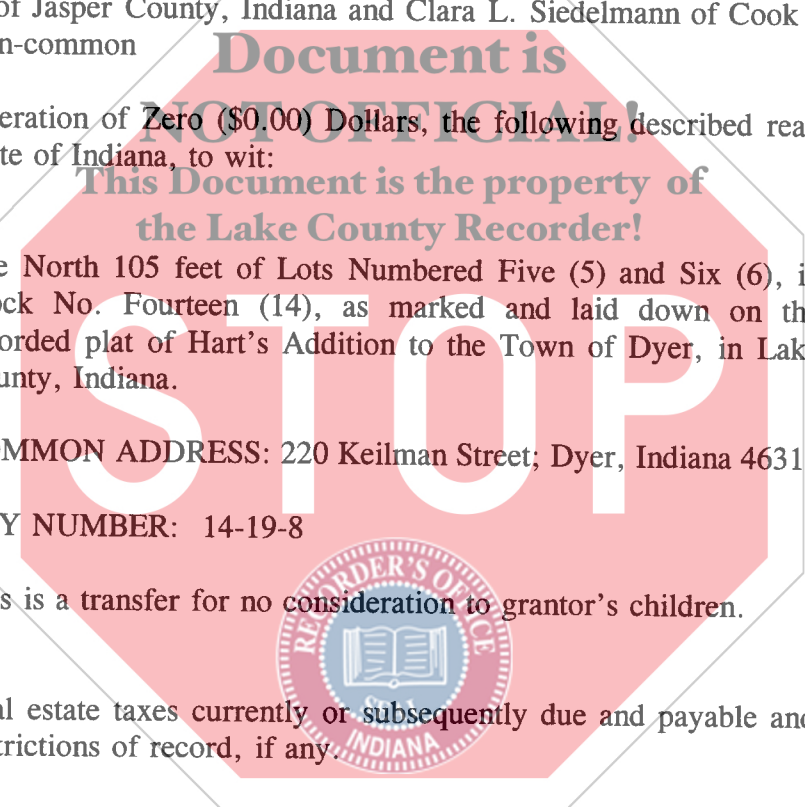 of Jasper County, Indiana and Clara L. Siedelmann of Cook
n-common
Document is
eration of Zero ($0.00) Dollars, the following described rea
NOT OFFICIAL!
te of Indiana, to wit:
This Document is the property of
the Lake County Recorder!
e North 105 feet of Lots Numbered Five (5) and Six (6), i
ock No. Fourteen (14), as marked and laid down on th
orded plat of Hart's Addition to the Town of Dyer, in Lak
unty, Indiana.
STOP
OMMON ADDRESS: 220 Keilman Street; Dyer, Indiana 4631
Y NUMBER: 14-19-8
s is a transfer for no consideration to grantor's children.
RECORDER'S OFFICE
SEAL
INDIANA
al estate taxes currently or subsequently due and payable and
trictions of record, if any.